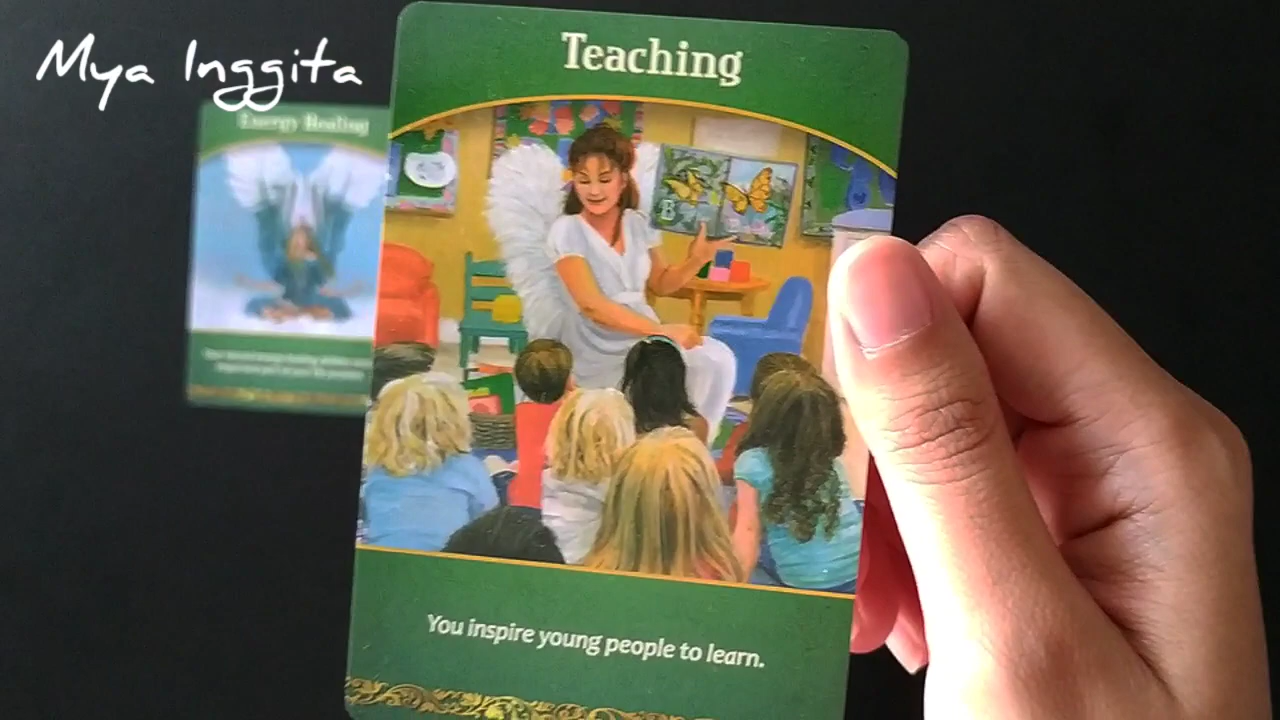 Mya Inggita
Teaching
Energy Healing
B
You inspire young people to learn.